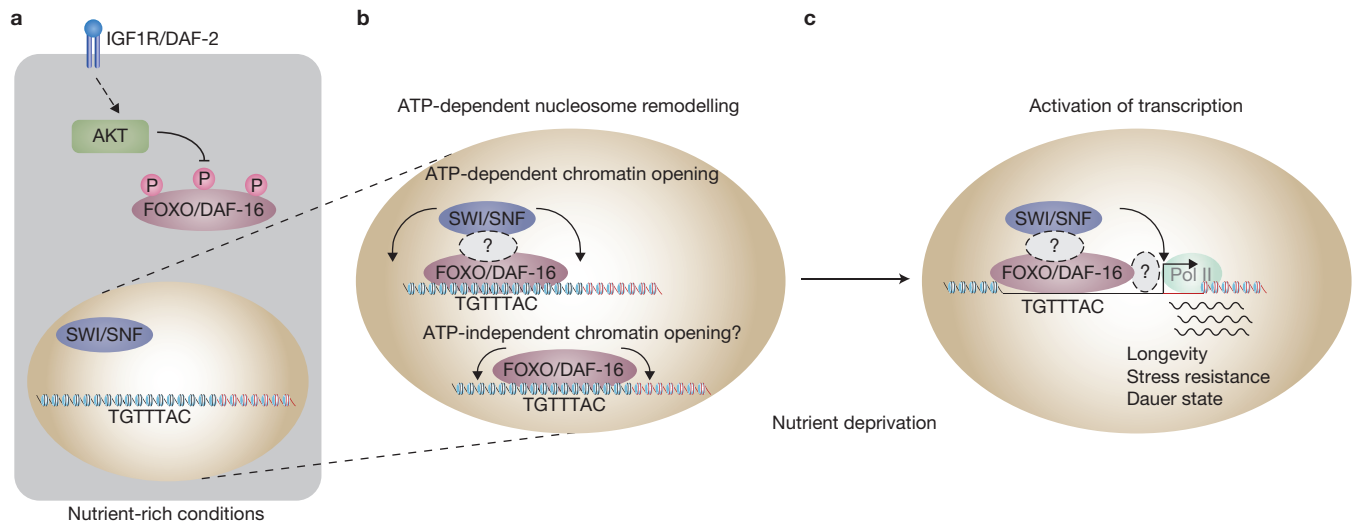 a
IGF1R/DAF-2
AKT
P
P
P
FOXO/DAF-16
SWI/SNF
TGTTTAC
Nutrient-rich conditions
b
ATP-dependent nucleosome remodelling
ATP-dependent chromatin opening
SWI/SNF
?
FOXO/DAF-16
TGTTTAC
ATP-independent chromatin opening?
FOXO/DAF-16
TGTTTAC
Nutrient deprivation
c
Activation of transcription
SWI/SNF
?
FOXO/DAF-16
?
Pol II
TGTTTAC
Longevity
Stress resistance
Dauer state